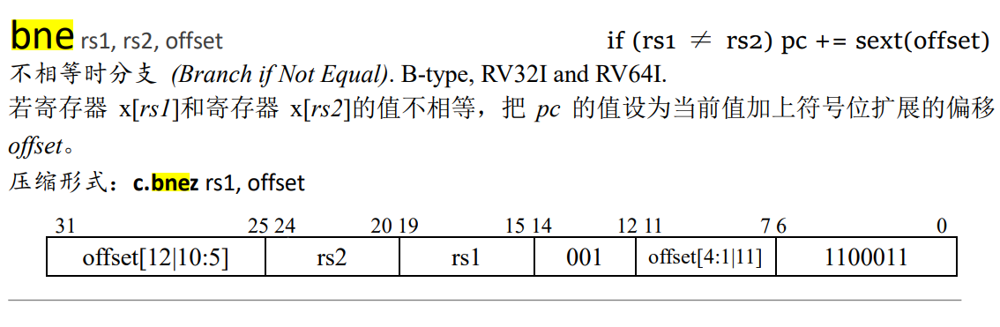 bne rs1, rs2, offset if (rs1 ≠ rs2) pc += sext(offset)
不相等时分支 (Branch if Not Equal). B-type, RV32I and RV64I.
若寄存器 x[rs1]和寄存器 x[rs2]的值不相等，把 pc 的值设为当前值加上符号位扩展的偏移
offset。
压缩形式：c.bnez rs1, offset
31 25 24 20 19 15 14 12 11 7 6 0
offset[12|10:5] rs2 rs1 001 offset[4:1|11] 1100011